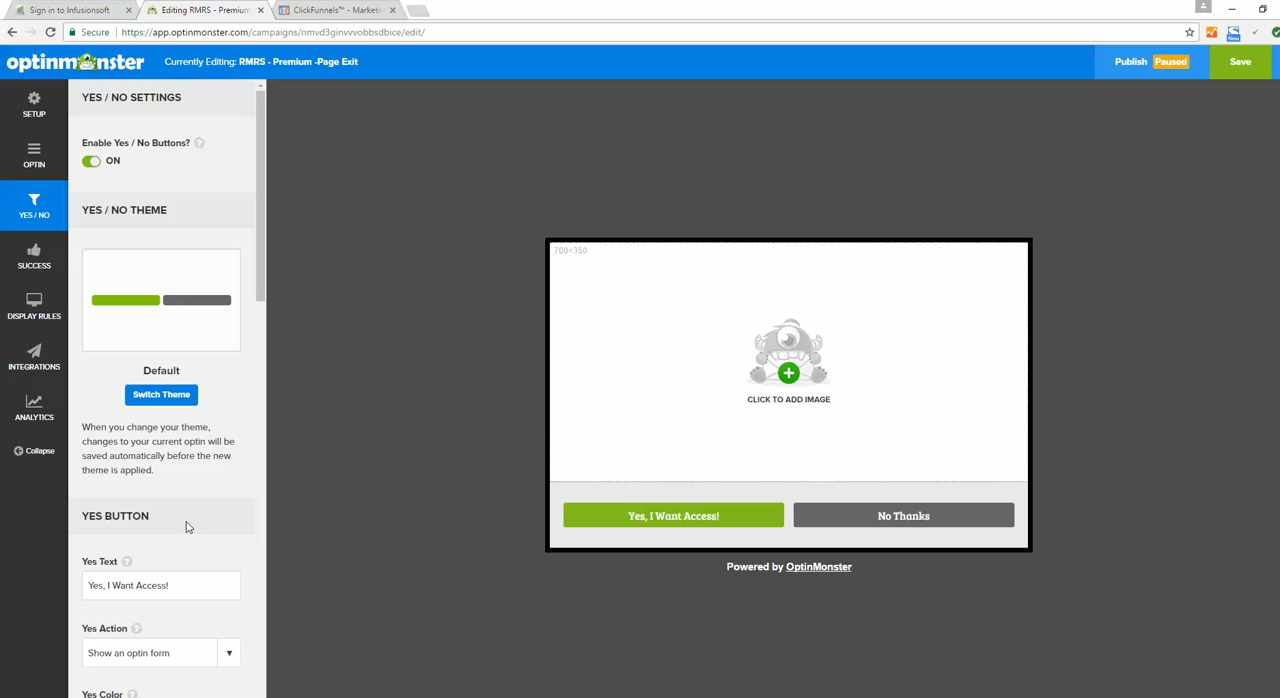 Sign in to Infusionsoft
Editing RMRS - Premium
ClickFunnels™ - Marketi
Secure
https://app.optinmonster.com/campaigns/nmvd3ginvvvobbsdbice/edit/
New
optinmonster
Currently Editing: RMRS - Premium -Page Exit
Publish Paused
Save
SETUP
OPTIN
YES / NO
SUCCESS
DISPLAY RULES
INTEGRATIONS
ANALYTICS
Collapse
YES / NO SETTINGS
Enable Yes / No Buttons? ?
ON
YES / NO THEME
Default
Switch Theme
When you change your theme,
changes to your current optin will be
saved automatically before the new
theme is applied.
YES BUTTON
Yes Text ?
Yes, I Want Access!
Yes Action ?
Show an optin form
Yes Color ?
700×350
CLICK TO ADD IMAGE
Yes, I Want Access!
No Thanks
Powered by OptinMonster